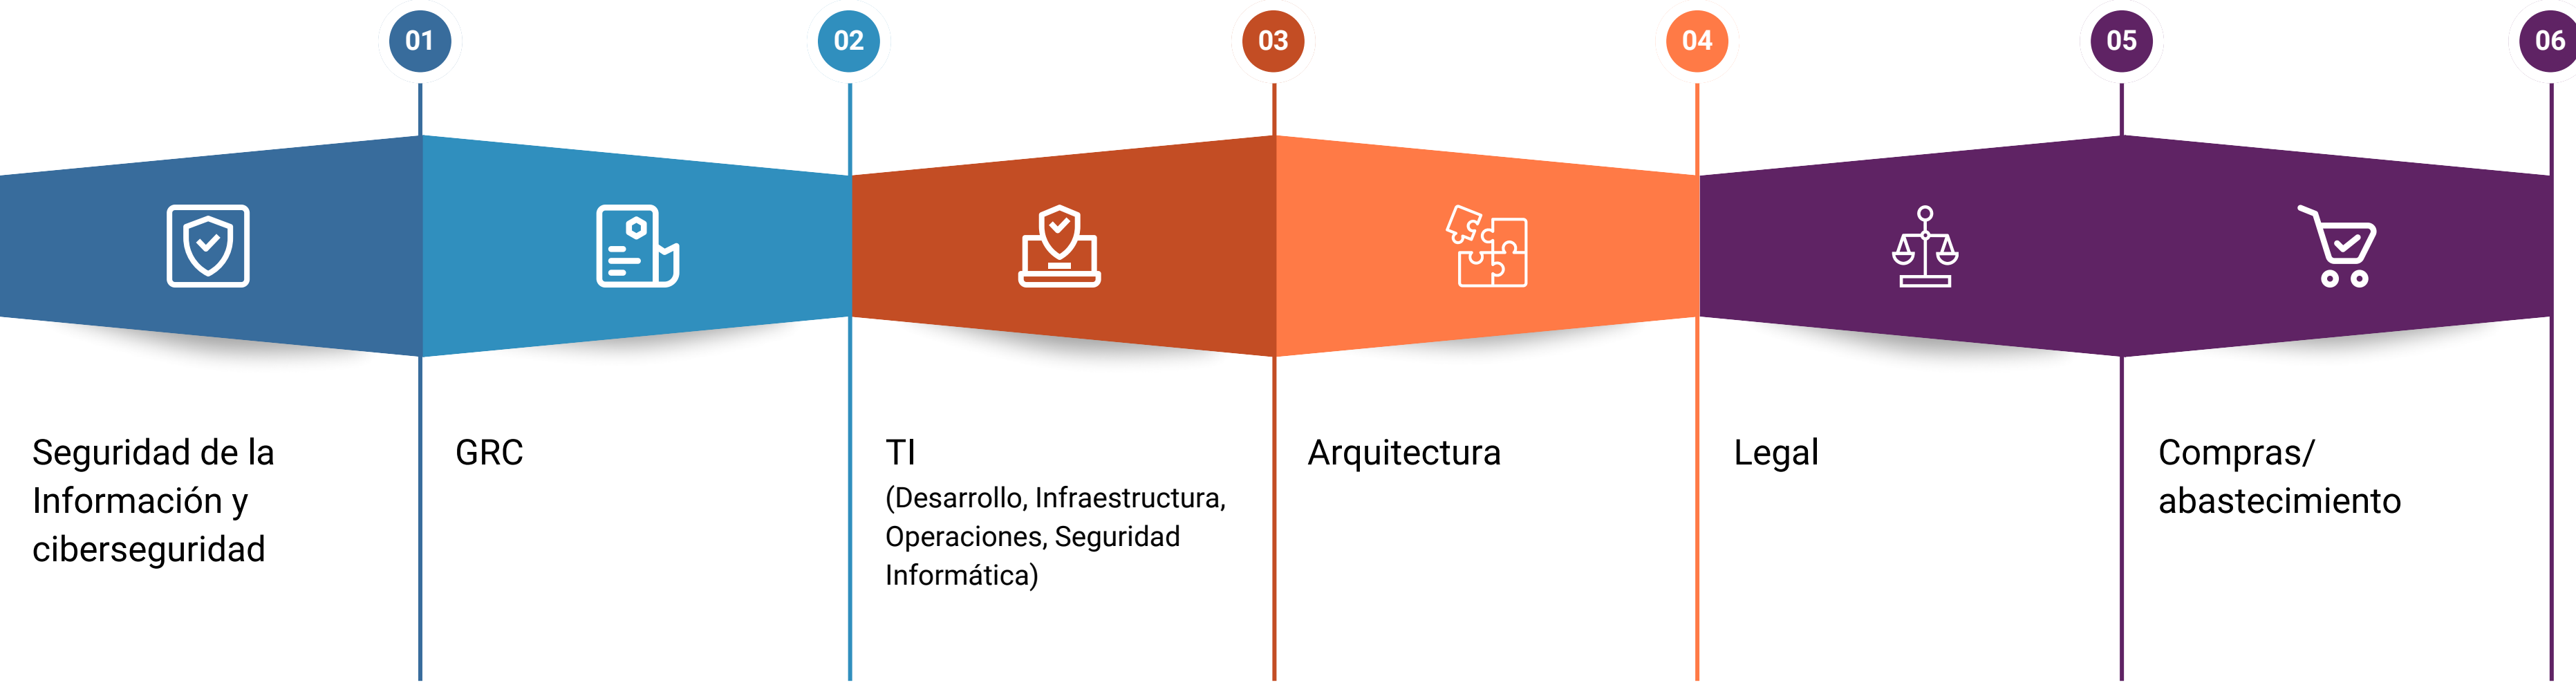 01
02
03
04
05
06
Seguridad de la
Información y
ciberseguridad
GRC
TI
(Desarrollo, Infraestructura,
Operaciones, Seguridad
Informática)
Arquitectura
Legal
Compras/
abastecimiento